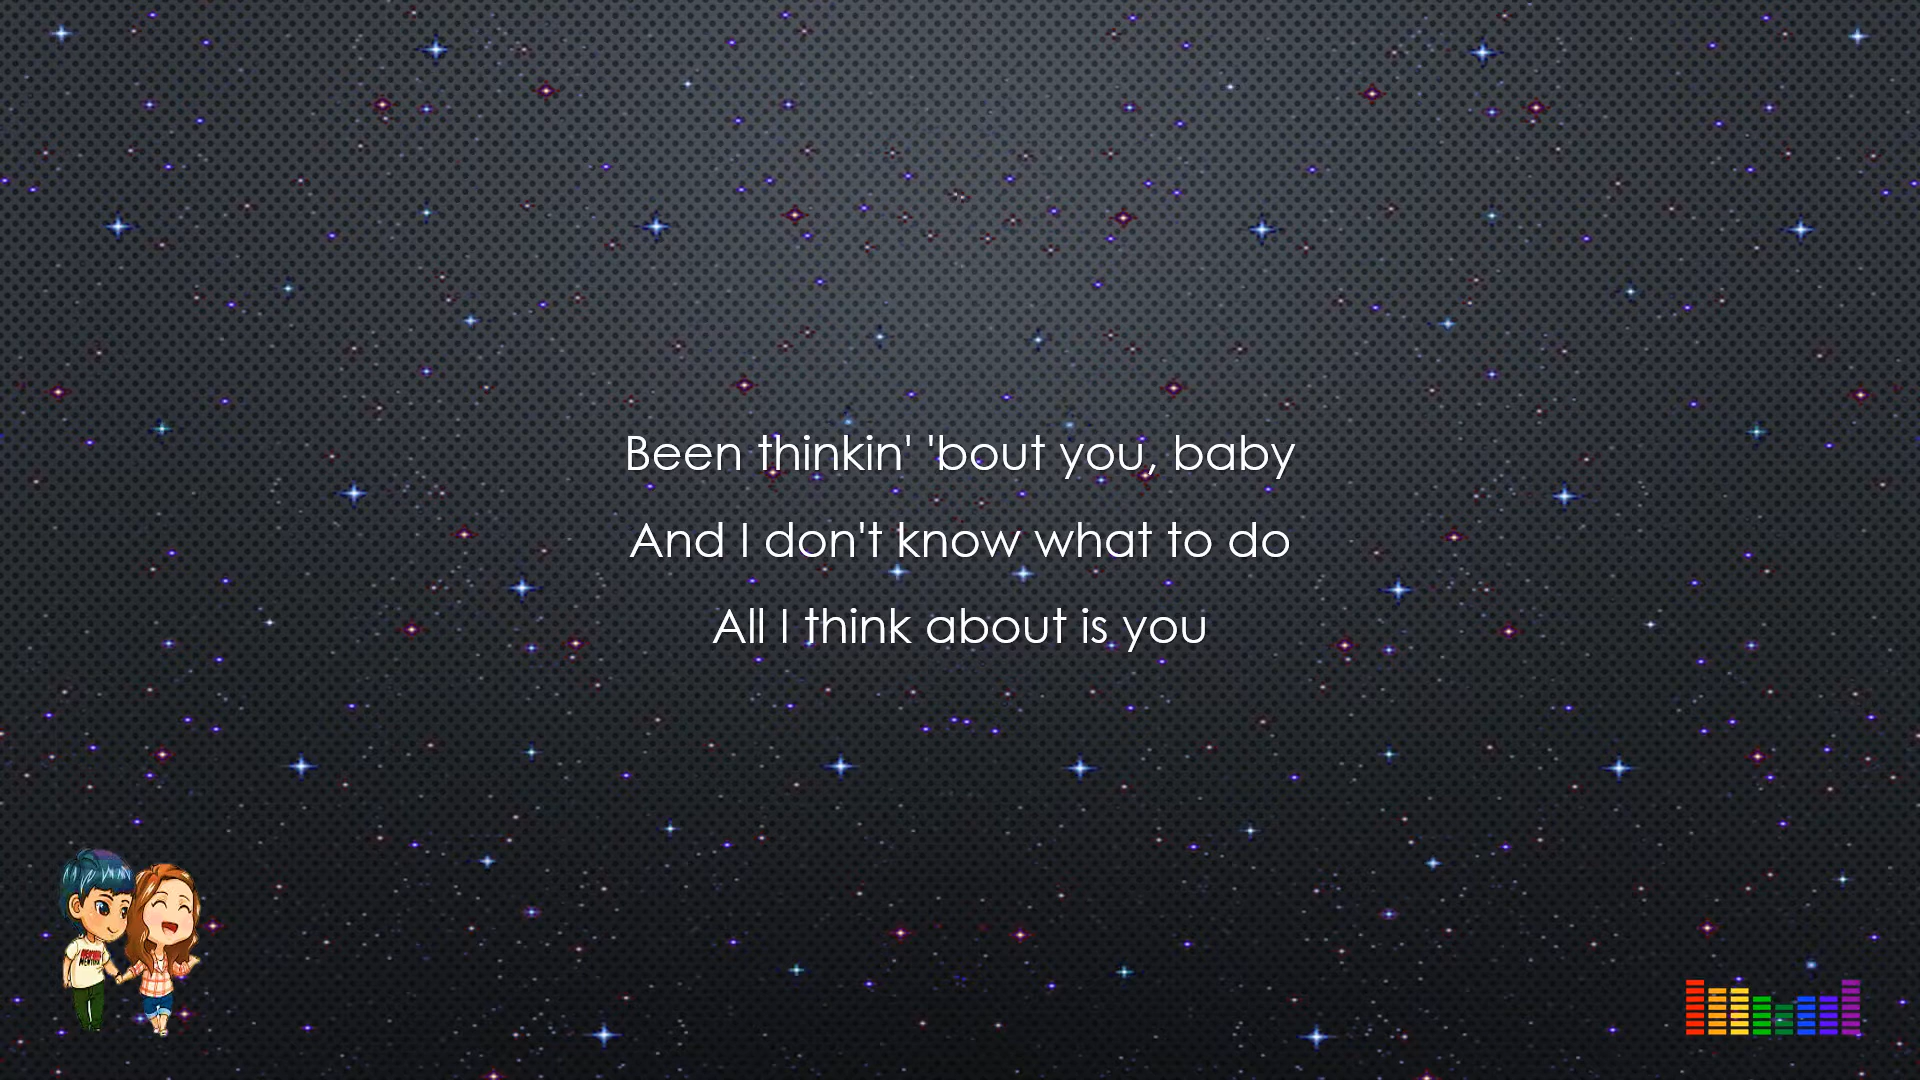 Been thinkin' 'bout you, baby
And I don't know what to do
All I think about is you